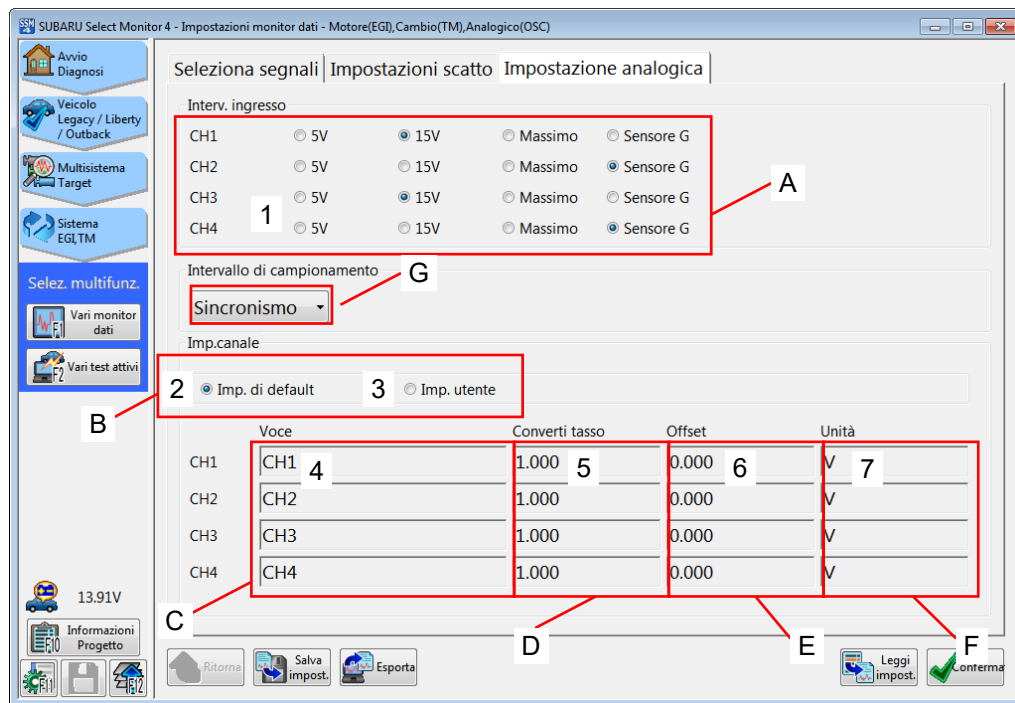 SUBARU Select Monitor 4 - Impostazioni monitor dati - Motore(EGI),Cambio(TM),Analogico(OSC)
Avvio
Diagnosi
Veicolo
Legacy / Liberty
/ Outback
Multisistema
Target
Sistema
EGI,TM
Selez. multifunz.
F1 Vari monitor
dati
F2 Vari test attivi
13.91V
F10 Informazioni
Progetto
F11
F12
Seleziona segnali Impostazioni scatto Impostazione analogica
Interv. ingresso
CH1 5V 15V Massimo Sensore G
CH2 5V 15V Massimo Sensore G
CH3 5V 15V Massimo Sensore G
CH4 5V 15V Massimo Sensore G
1
A
Intervallo di campionamento
G
Sincronismo
Imp.canale
2 Imp. di default 3 Imp. utente
B
Voce Converti tasso Offset Unità
CH1 CH1 1.000 0.000 V
4 5 6 7
CH2 CH2 1.000 0.000 V
CH3 CH3 1.000 0.000 V
CH4 CH4 1.000 0.000 V
C D E F
Ritorna
Salva
impost.
Esporta
Leggi
impost.
Conferma